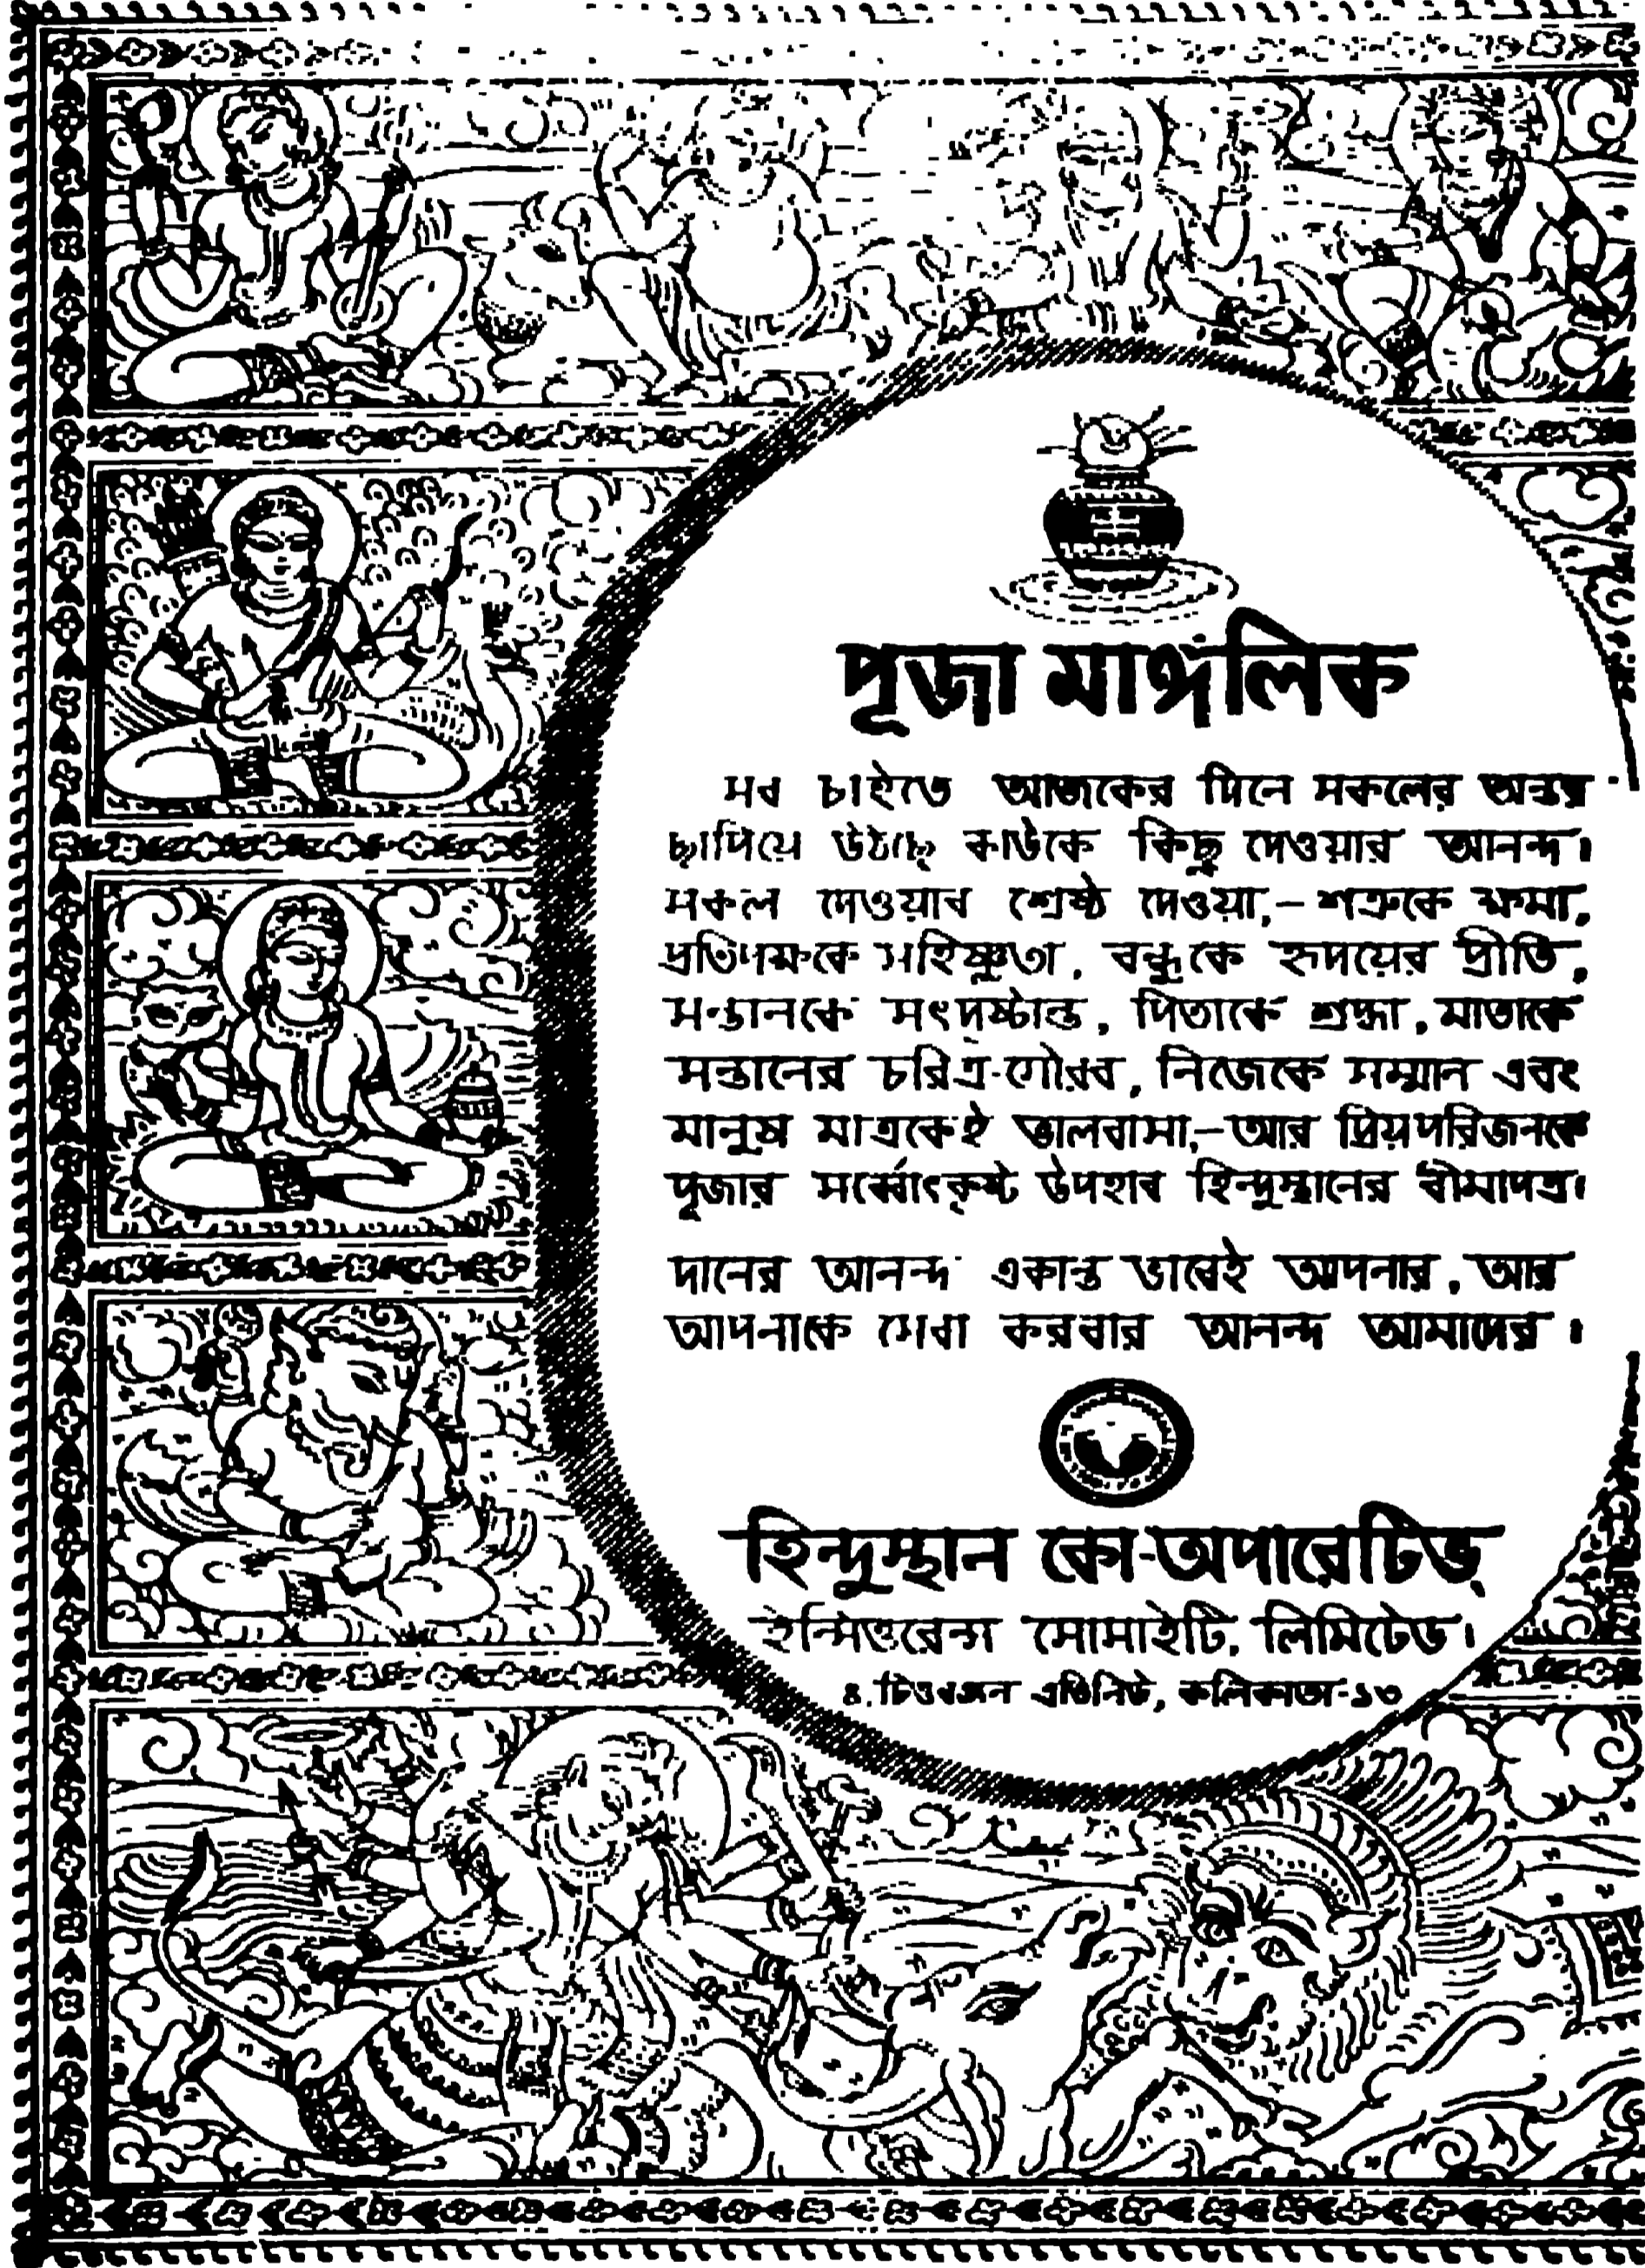 পূজা মাঙ্গলিক
সব চাইতে আজকের দিনে সকলের অন্তর
ছাপিয়ে উঠছে কাউকে কিছু দেওয়ার আনন্দ।
সকল দেওয়ার শ্রেষ্ঠ দেওয়া,–শত্রুকে ক্ষমা,
প্রতিপক্ষকে সহিষ্ণুতা, বন্ধুকে হৃদয়ের প্রীতি,
সন্তানকে সৎদৃষ্টান্ত, পিতাকে শ্রদ্ধা, মাতাকে
সন্তানের চরিত্র-গৌরব, নিজেকে সম্মান এবং
মানুষ মাত্রকেই ভালবাসা,–আর প্রিয়পরিজনকে
পূজার সর্ব্বোৎকৃষ্ট উপহার হিন্দুস্থানের বীমাপত্র।
দানের আনন্দ একান্ত ভাবেই আপনার, আর
আপনাকে সেবা করবার আনন্দ আমাদের।
হিন্দুস্থান কো-অপারেটিভ্
ইন্সিওরেন্স সোসাইটি, লিমিটেড।
৪, চিত্তরঞ্জন এভিনিউ, কলিকাতা-১৩